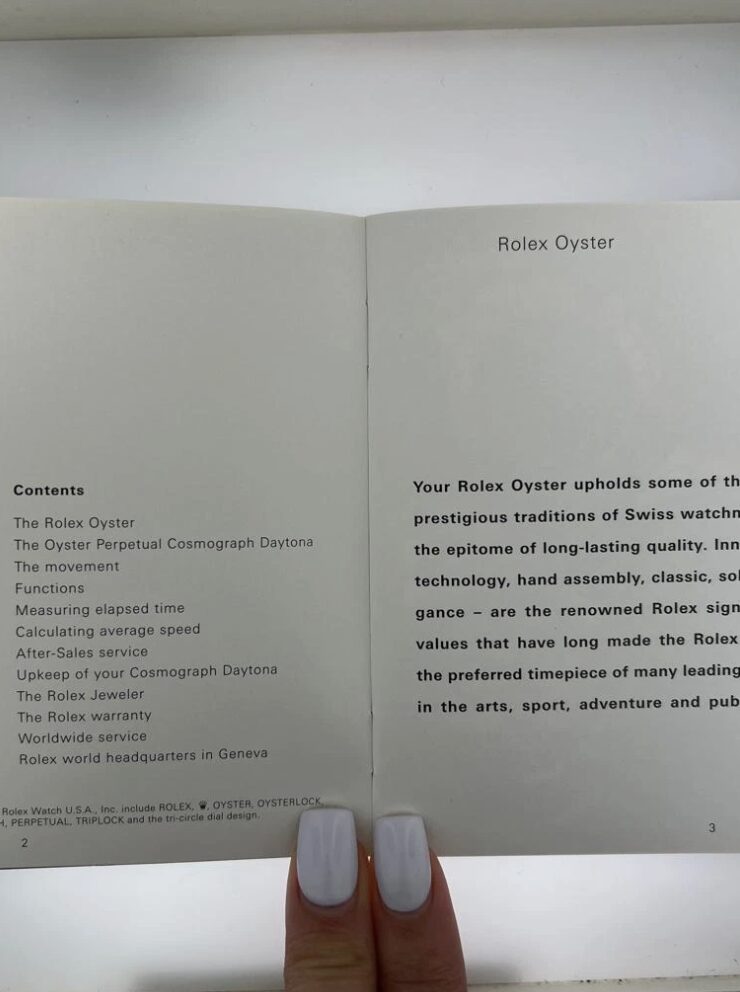 Contents
The Rolex Oyster
The Oyster Perpetual Cosmograph Daytona
The movement
Functions
Measuring elapsed time
Calculating average speed
After-Sales service
Upkeep of your Cosmograph Daytona
The Rolex Jeweler
The Rolex warranty
Worldwide service
Rolex world headquarters in Geneva
Rolex Watch U.S.A., Inc. include ROLEX, , OYSTER, OYSTERLOCK,
H, PERPETUAL, TRIPLOCK and the tri-circle dial design.
2
Rolex Oyster
Your Rolex Oyster upholds some of th
prestigious traditions of Swiss watchn
the epitome of long-lasting quality. Inn
technology, hand assembly, classic, sol
gance – are the renowned Rolex sign
values that have long made the Rolex
the preferred timepiece of many leading
in the arts, sport, adventure and pub
3